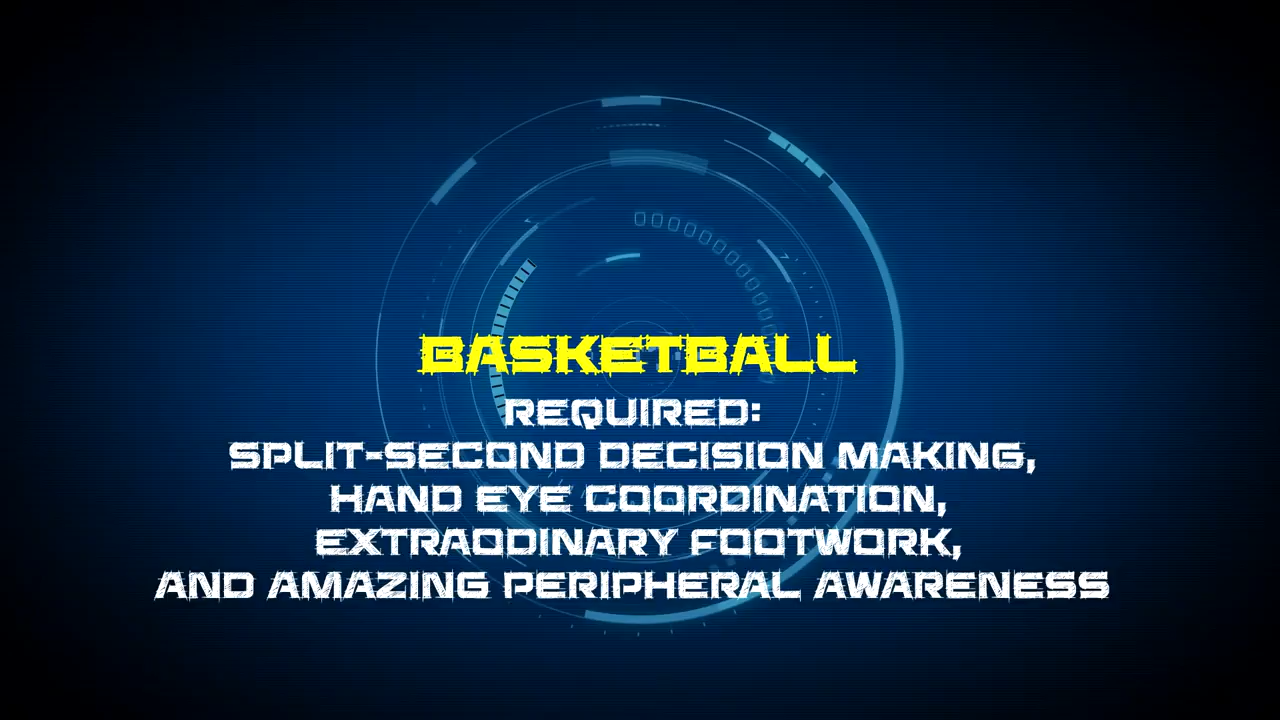 BASKETBALL
REQUIRED:
SPLIT-SECOND DECISION MAKING,
HAND EYE COORDINATION,
EXTRAODINARY FOOTWORK,
AND AMAZING PERIPHERAL AWARENESS